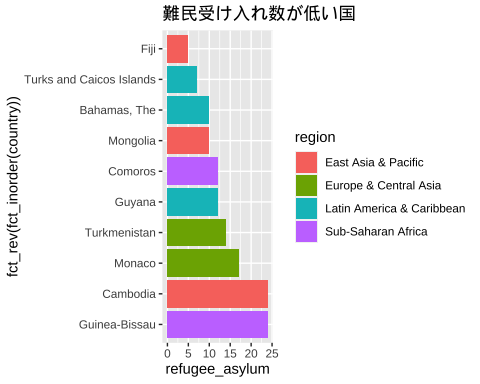 難民受け入れ数が低い国
fct_rev(fct_inorder(country))
Fiji
Turks and Caicos Islands
Bahamas, The
Mongolia
Comoros
Guyana
Turkmenistan
Monaco
Cambodia
Guinea-Bissau
0 5 10 15 20 25
refugee_asylum
region
East Asia & Pacific
Europe & Central Asia
Latin America & Caribbean
Sub-Saharan Africa